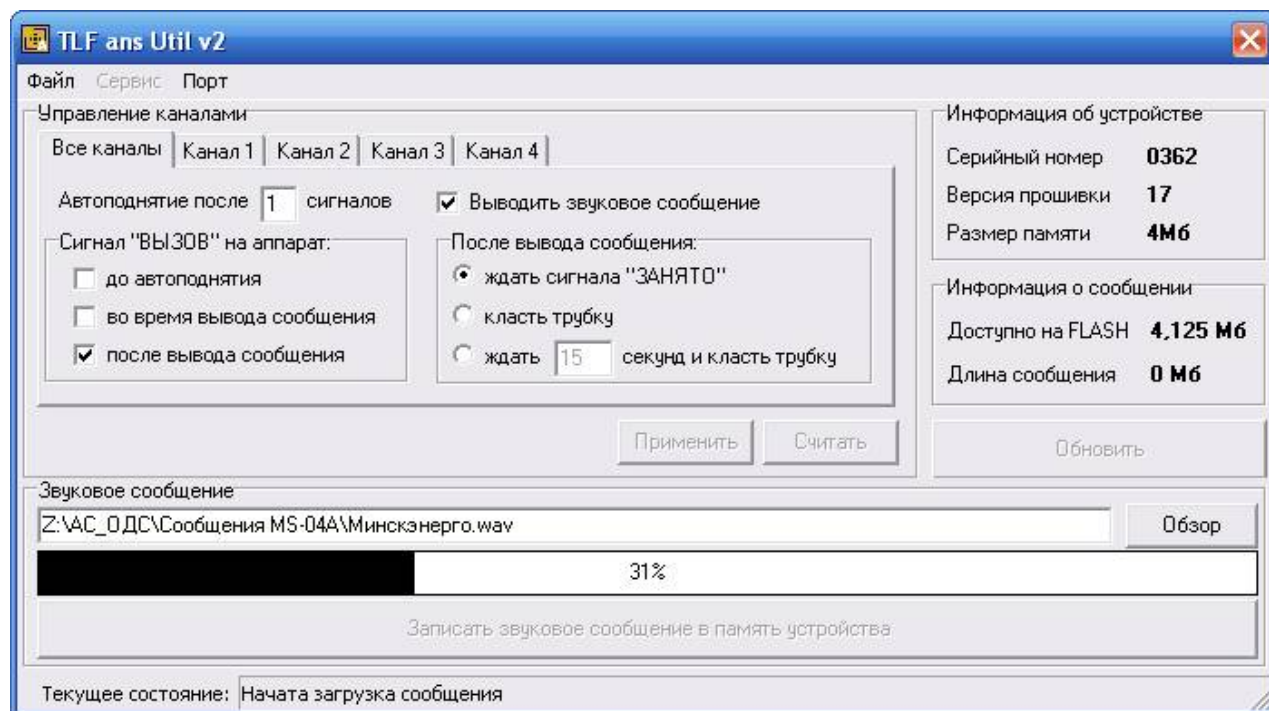 TLF ans Util v2
Файл Сервис Порт
Управление каналами
Все каналы Канал 1 Канал 2 Канал 3 Канал 4
Автоподнятие после 1 сигналов
Выводить звуковое сообщение
Сигнал "ВЫЗОВ" на аппарат:
до автоподнятия
во время вывода сообщения
после вывода сообщения
После вывода сообщения:
ждать сигнала "ЗАНЯТО"
класть трубку
ждать 15 секунд и класть трубку
Применить Считать
Информация об устройстве
Серийный номер 0362
Версия прошивки 17
Размер памяти 4Мб
Информация о сообщении
Доступно на FLASH 4,125 Мб
Длина сообщения 0 Мб
Обновить
Звуковое сообщение
Z:\АС_ОДС\Сообщения MS-04A\Минскэнерго.wav Обзор
31%
Записать звуковое сообщение в память устройства
Текущее состояние: Начата загрузка сообщения